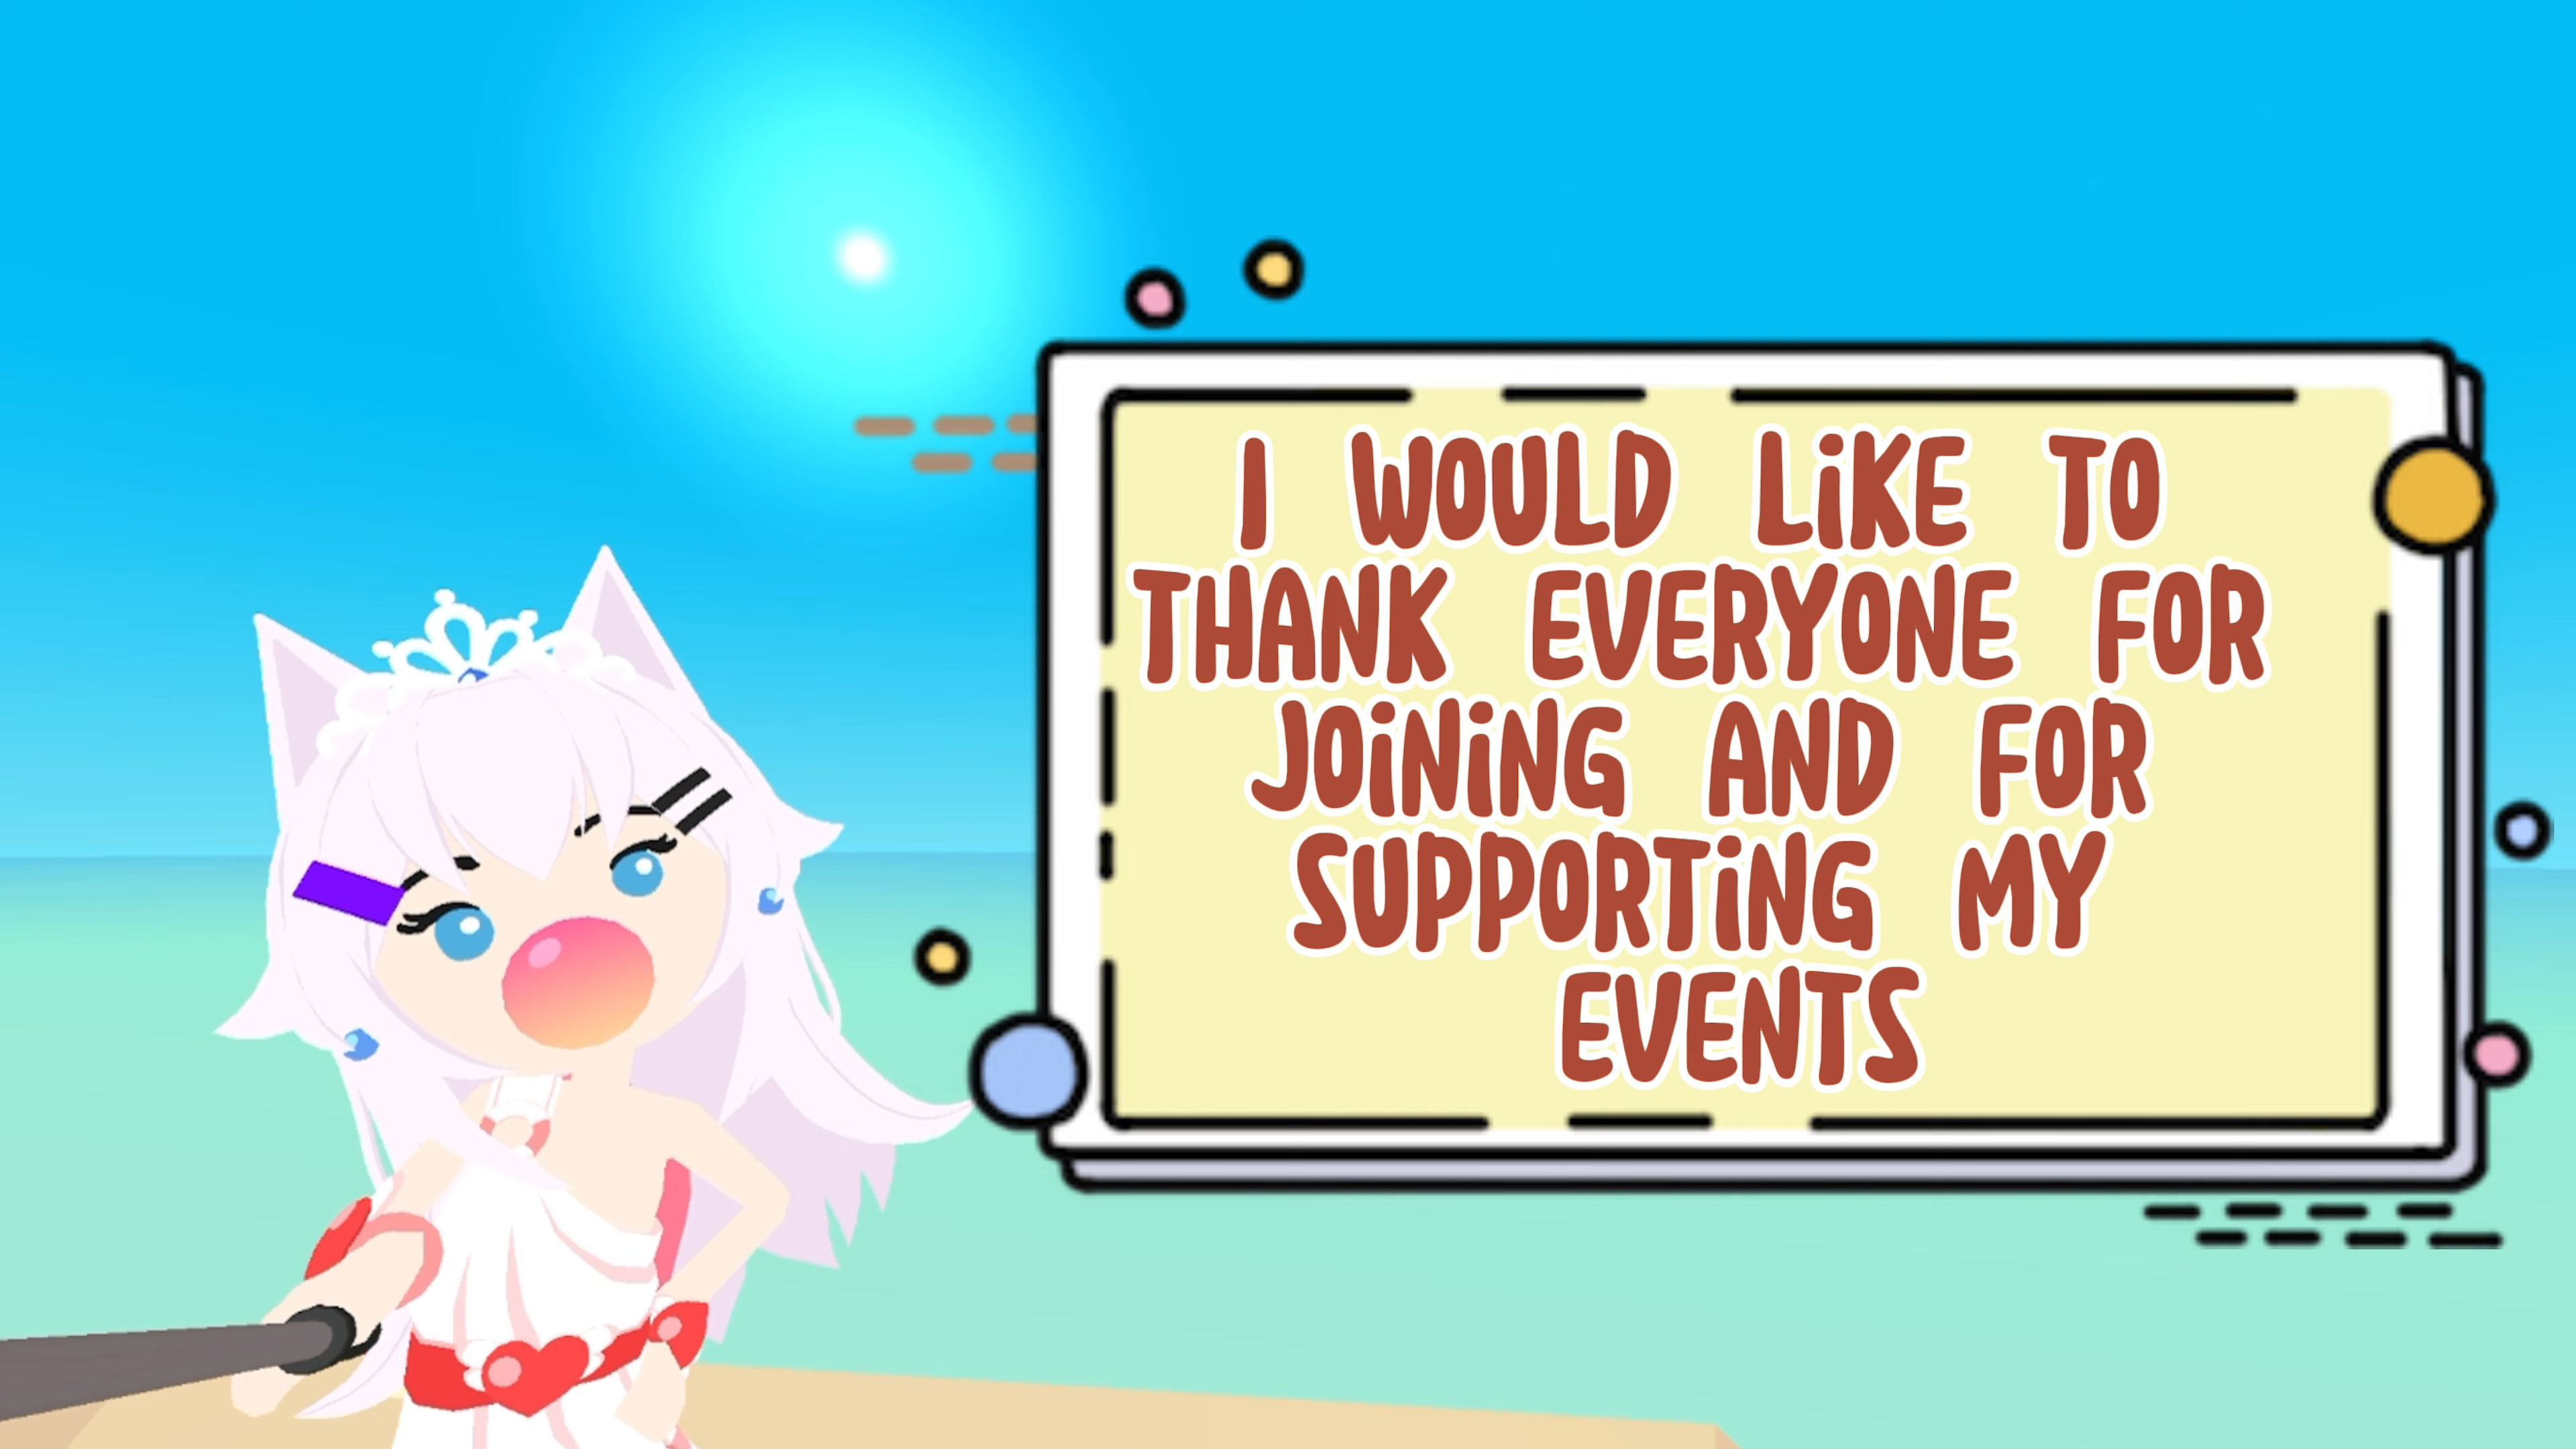 I WOULD LiKE TO
THANK EVERYONE FOR
JOiNiNG AND FOR
SUPPORTiNG MY
EVENTS